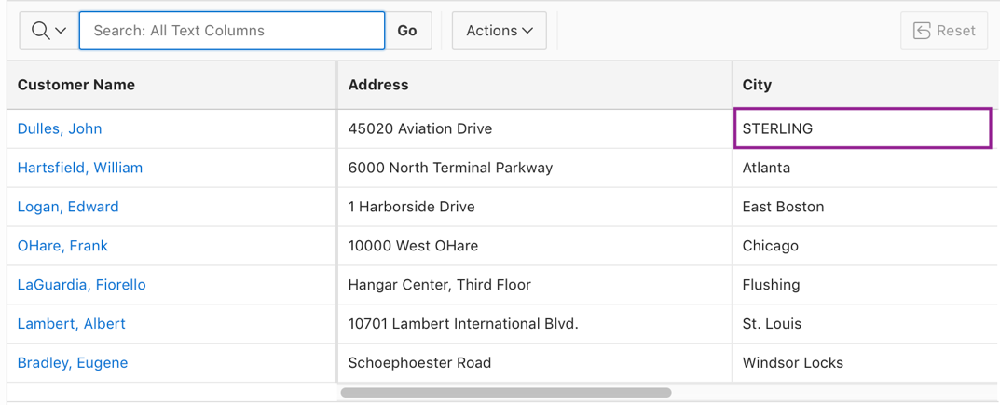 Search: All Text Columns Go Actions Reset
Customer Name Address City
Dulles, John 45020 Aviation Drive STERLING
Hartsfield, William 6000 North Terminal Parkway Atlanta
Logan, Edward 1 Harborside Drive East Boston
OHare, Frank 10000 West OHare Chicago
LaGuardia, Fiorello Hangar Center, Third Floor Flushing
Lambert, Albert 10701 Lambert International Blvd. St. Louis
Bradley, Eugene Schoephoester Road Windsor Locks